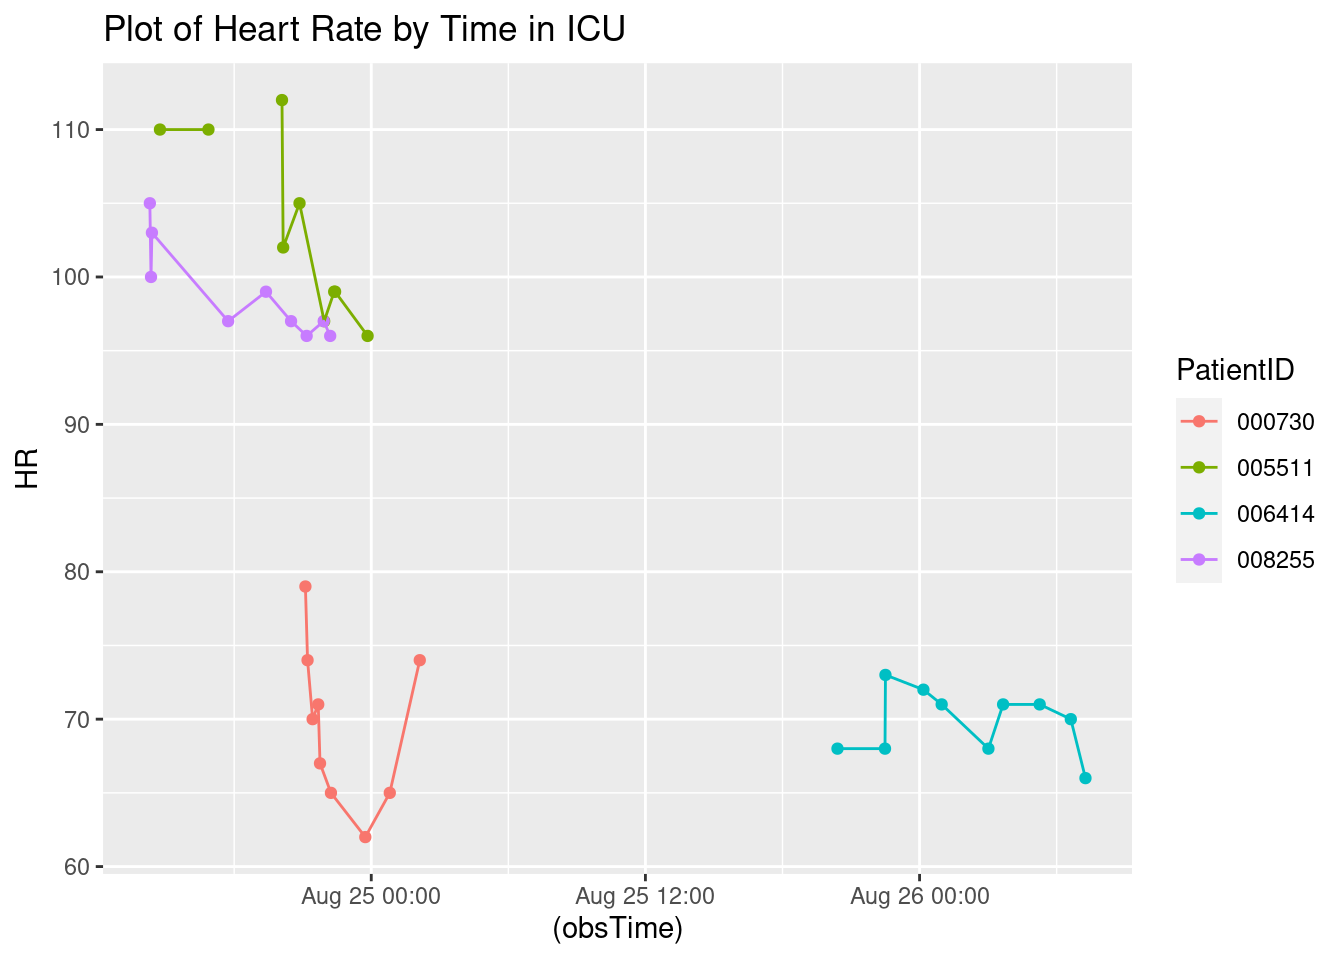 Plot of Heart Rate by Time in ICU
110
100
90
80
70
60
HR
Aug 25 00:00
Aug 25 12:00
Aug 26 00:00
(obsTime)
PatientID
000730
005511
006414
008255